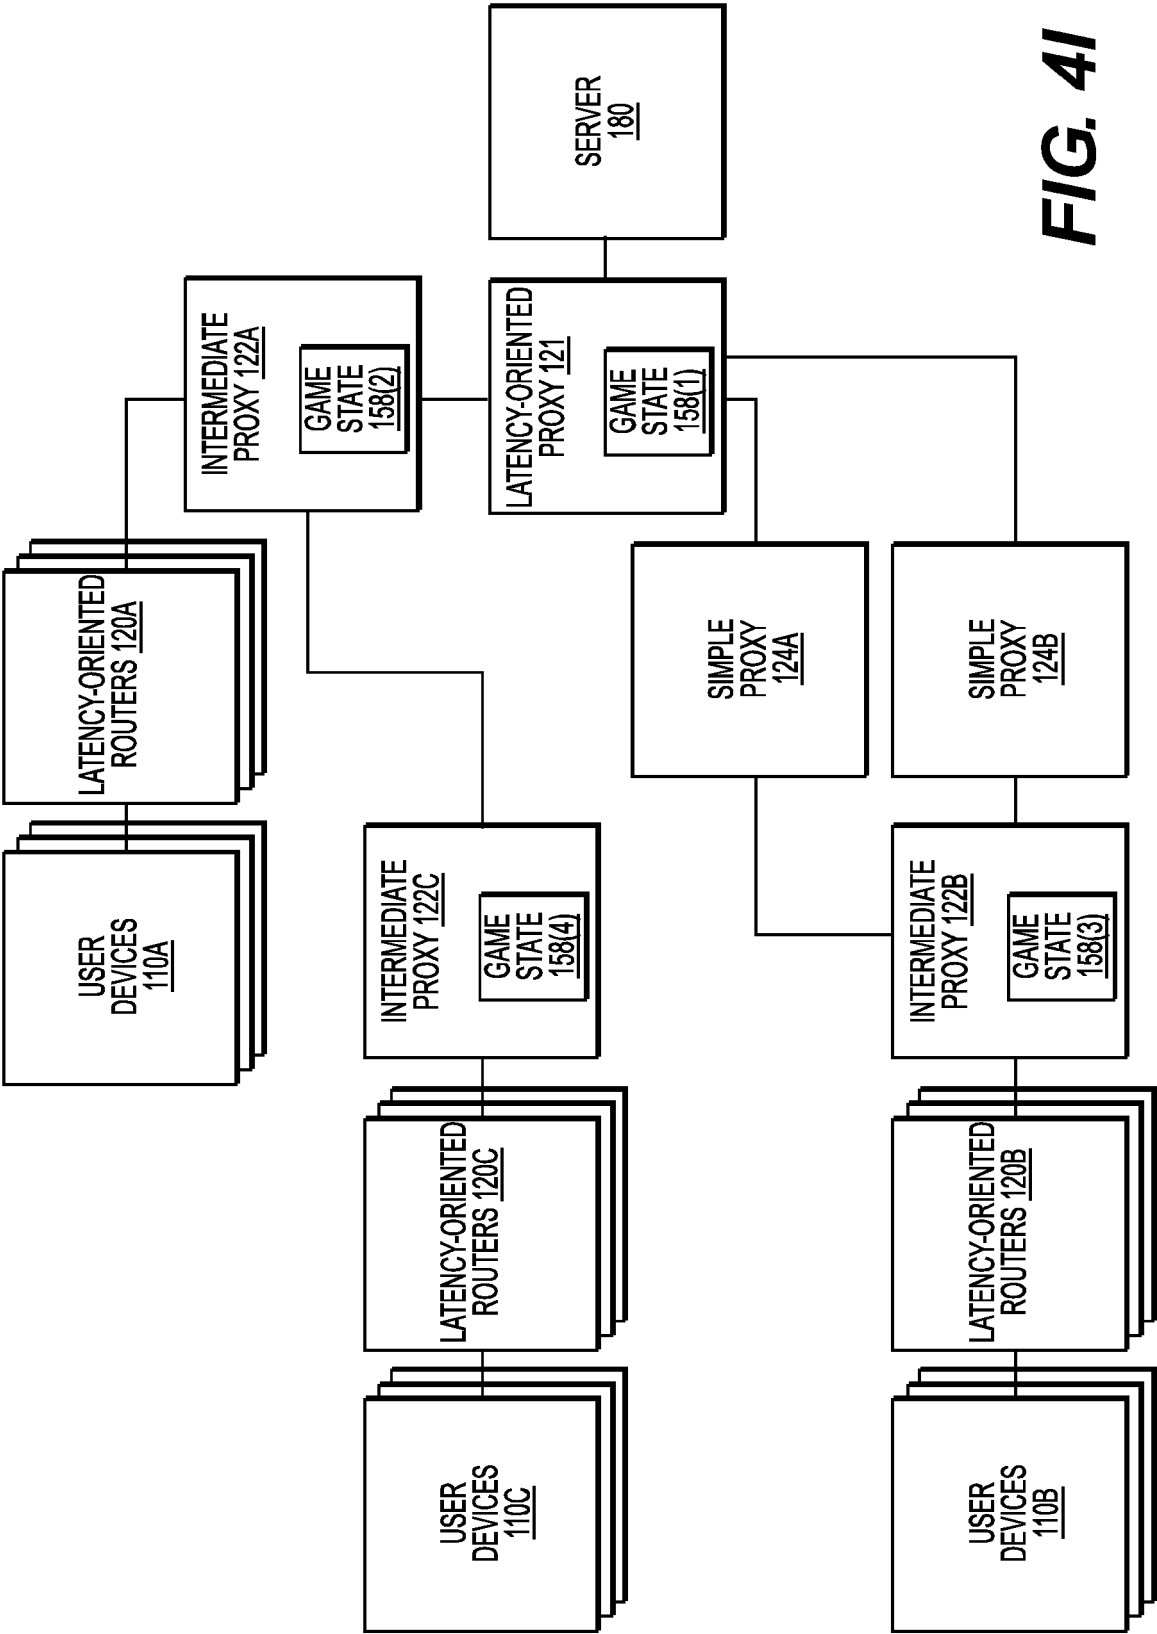 USER
DEVICES
110A
LATENCY-ORIENTED
ROUTERS 120A
INTERMEDIATE
PROXY 122A
GAME
STATE
158(2)
USER
DEVICES
110C
LATENCY-ORIENTED
ROUTERS 120C
INTERMEDIATE
PROXY 122C
GAME
STATE
158(4)
LATENCY-ORIENTED
PROXY 121
GAME
STATE
158(1)
SERVER
180
SIMPLE
PROXY
124A
USER
DEVICES
110B
LATENCY-ORIENTED
ROUTERS 120B
INTERMEDIATE
PROXY 122B
GAME
STATE
158(3)
SIMPLE
PROXY
124B
FIG. 4I